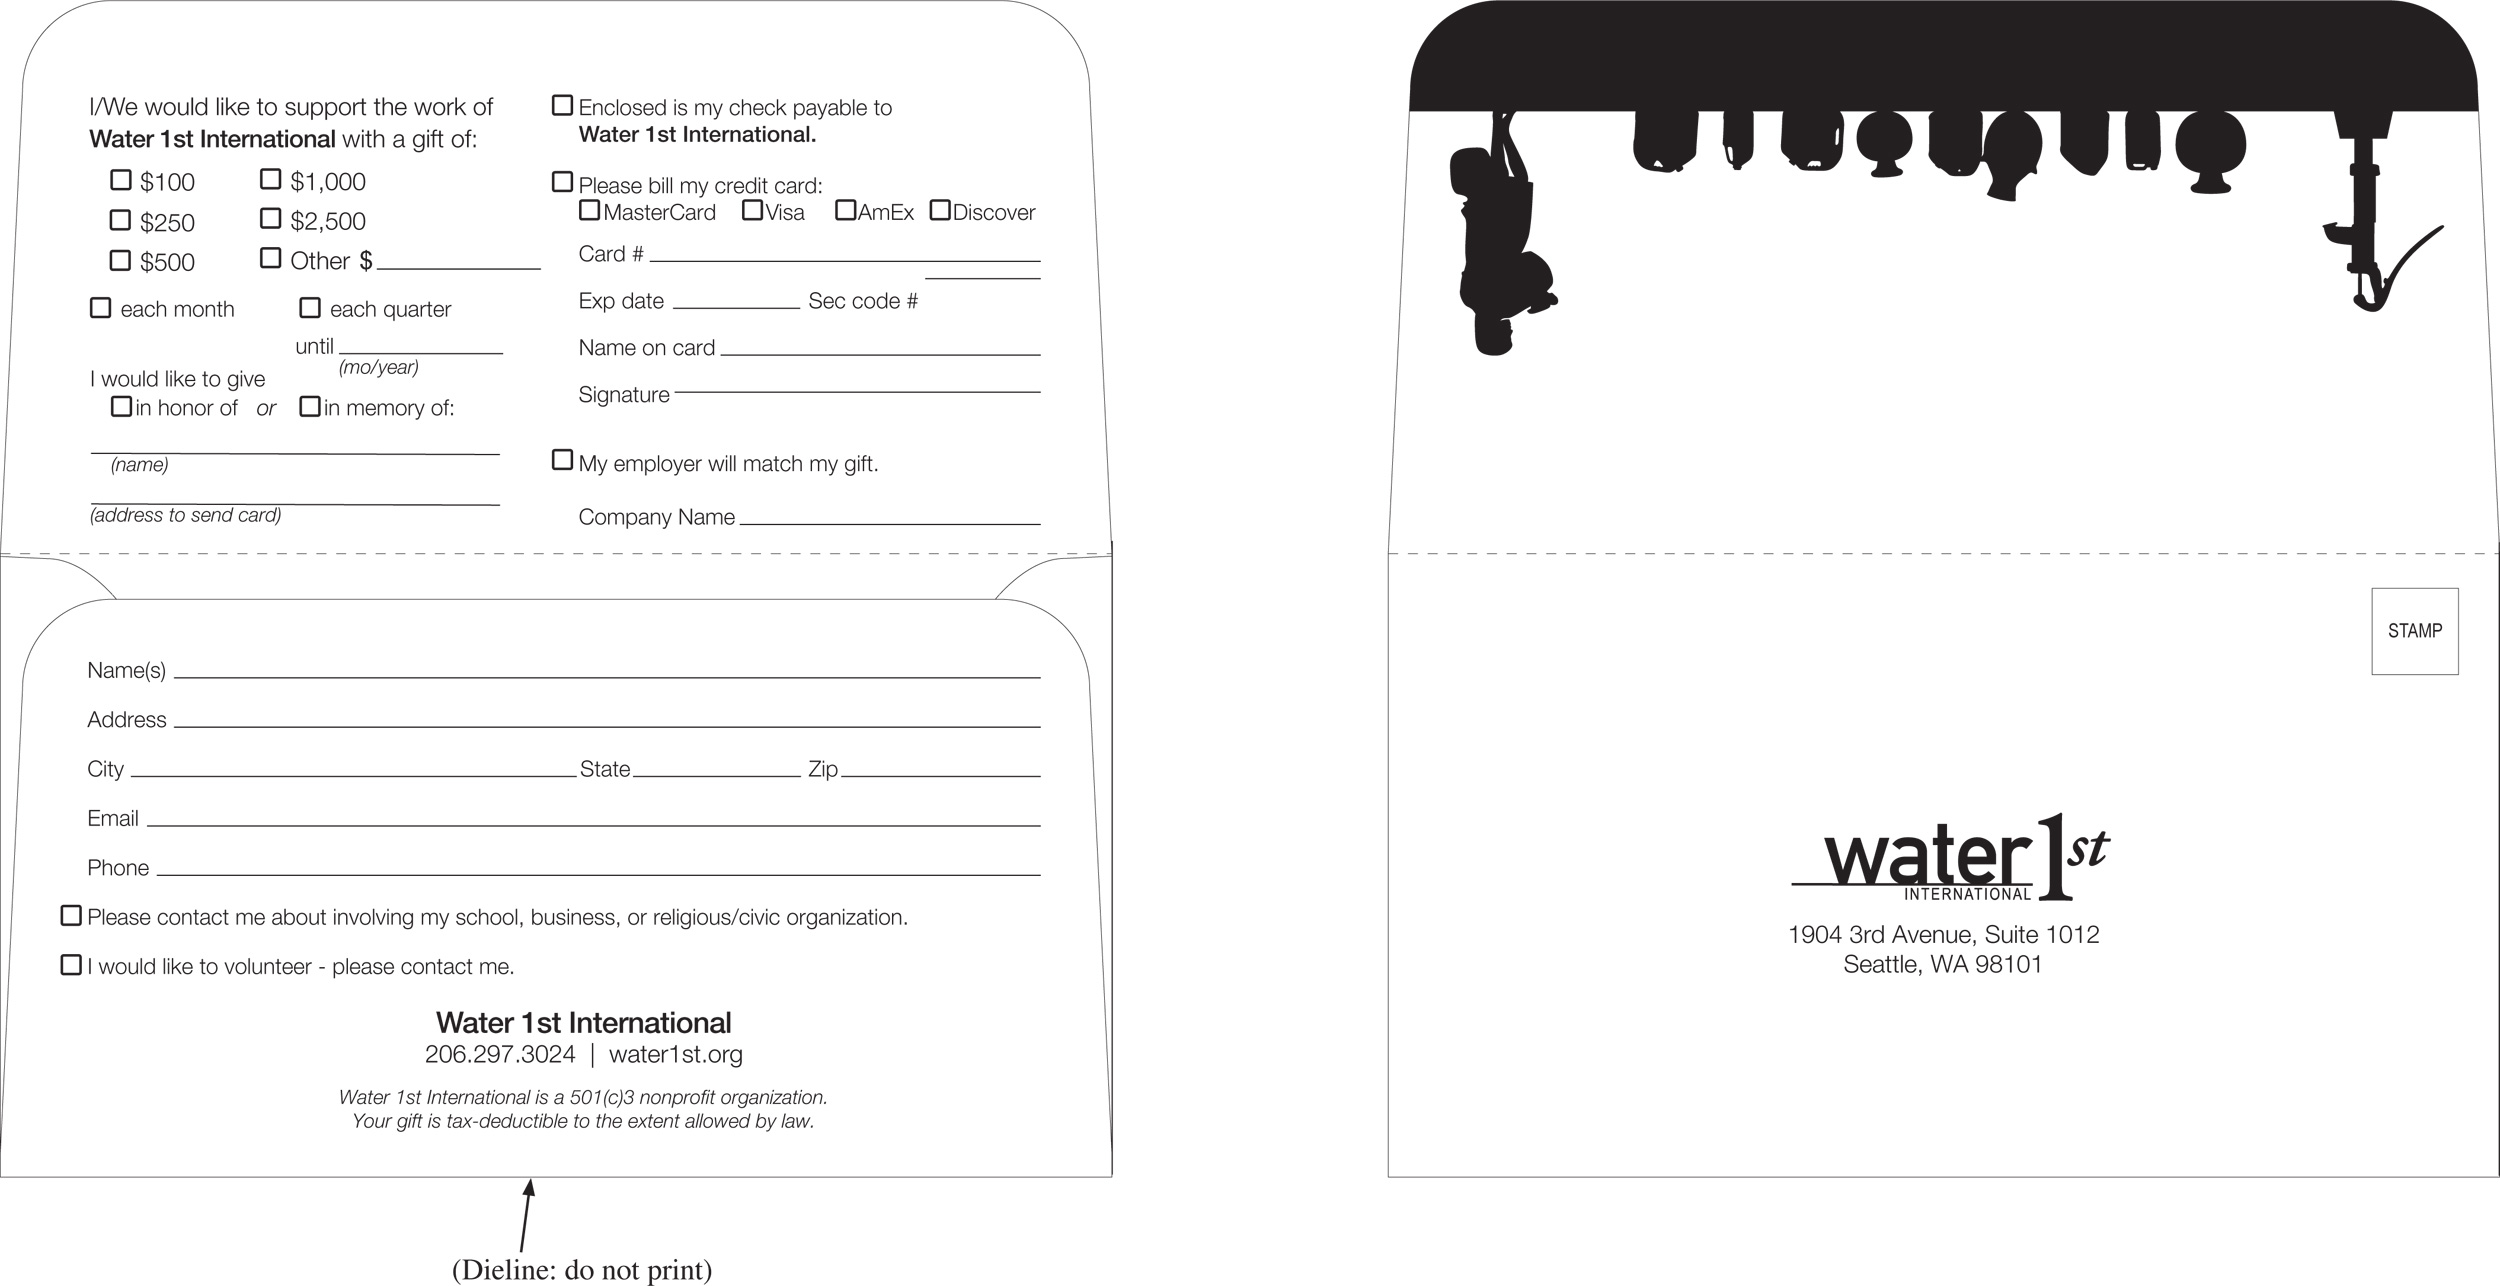 I/We would like to support the work of
Water 1st International with a gift of:
$100 $1,000
$250 $2,500
$500 Other $
each month each quarter
until
(mo/year)
I would like to give
in honor of or in memory of:
(name)
(address to send card)
Enclosed is my check payable to
Water 1st International.
Please bill my credit card:
MasterCard Visa AmEx Discover
Card #
Exp date Sec code #
Name on card
Signature
My employer will match my gift.
Company Name
Name(s)
Address
City State Zip
Email
Phone
Please contact me about involving my school, business, or religious/civic organization.
I would like to volunteer - please contact me.
Water 1st International
206.297.3024 | water1st.org
Water 1st International is a 501(c)3 nonprofit organization.
Your gift is tax-deductible to the extent allowed by law.
(Dieline: do not print)
STAMP
water 1st
INTERNATIONAL
1904 3rd Avenue, Suite 1012
Seattle, WA 98101